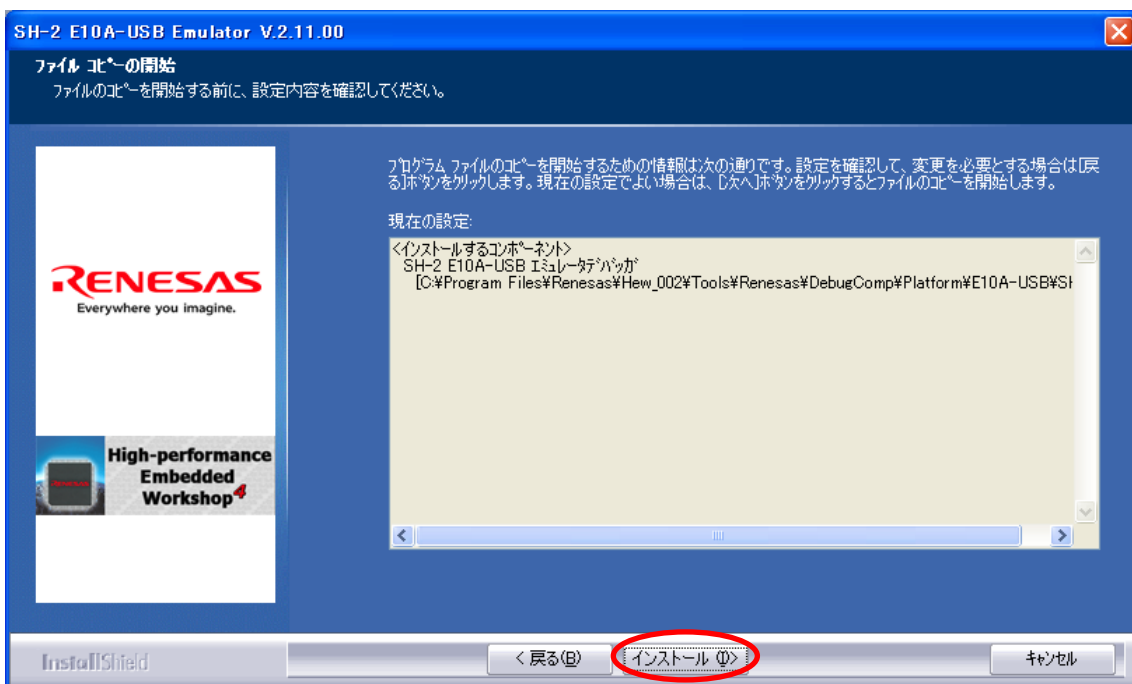 SH-2 E10A-USB Emulator V.2.11.00
ﾌｧｲﾙ ｺﾋﾟｰの開始
ﾌｧｲﾙのｺﾋﾟｰを開始する前に、設定内容を確認してください。
ﾌﾟﾛｸﾞﾗﾑ ﾌｧｲﾙのｺﾋﾟｰを開始するための情報は次の通りです。設定を確認して、変更を必要とする場合は[戻
る]ﾎﾞﾀﾝをｸﾘｯｸします。現在の設定でよい場合は、[次へ]ﾎﾞﾀﾝをｸﾘｯｸするとﾌｧｲﾙのｺﾋﾟｰを開始します。
現在の設定:
<インストールするコンポーネント>
SH-2 E10A-USB ｴﾐｭﾚｰﾀﾃﾞﾊﾞｯｶﾞ
[C:¥Program Files¥Renesas¥Hew_002¥Tools¥Renesas¥DebugComp¥Platform¥E10A-USB¥SH
RENESAS
Everywhere you imagine.
High-performance
Embedded
Workshop4
InstallShield
< 戻る(B)
インストール (I)>
ｷｬﾝｾﾙ